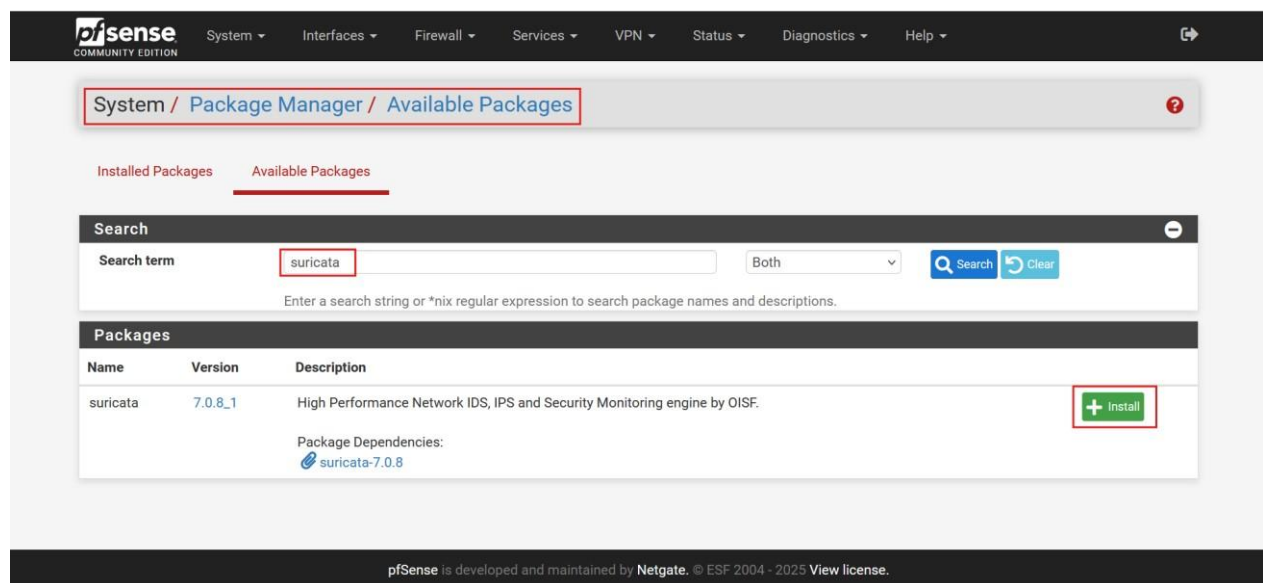 pfsense System Interfaces Firewall Services VPN Status Diagnostics Help
COMMUNITY EDITION
System / Package Manager / Available Packages
Installed Packages Available Packages
Search
Search term suricata Both Search Clear
Enter a search string or *nix regular expression to search package names and descriptions.
Packages
Name Version Description
suricata 7.0.8_1 High Performance Network IDS, IPS and Security Monitoring engine by OISF. Install
Package Dependencies:
suricata-7.0.8
pfSense is developed and maintained by Netgate. © ESF 2004 - 2025 View license.